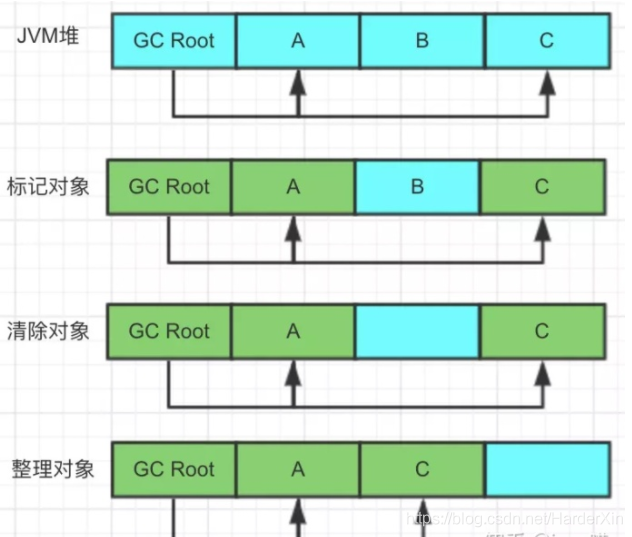 JVM堆 GC Root A B C
标记对象 GC Root A B C
清除对象 GC Root A C
整理对象 GC Root A C
https://blog.csdn.net/HarderXin